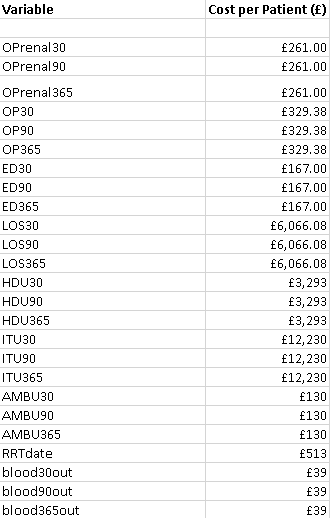 Variable Cost per Patient (£)
OPrenal30 £261.00
OPrenal90 £261.00
OPrenal365 £261.00
OP30 £329.38
OP90 £329.38
OP365 £329.38
ED30 £167.00
ED90 £167.00
ED365 £167.00
LOS30 £6,066.08
LOS90 £6,066.08
LOS365 £6,066.08
HDU30 £3,293
HDU90 £3,293
HDU365 £3,293
ITU30 £12,230
ITU90 £12,230
ITU365 £12,230
AMBU30 £130
AMBU90 £130
AMBU365 £130
RRTdate £513
blood30out £39
blood90out £39
blood365out £39